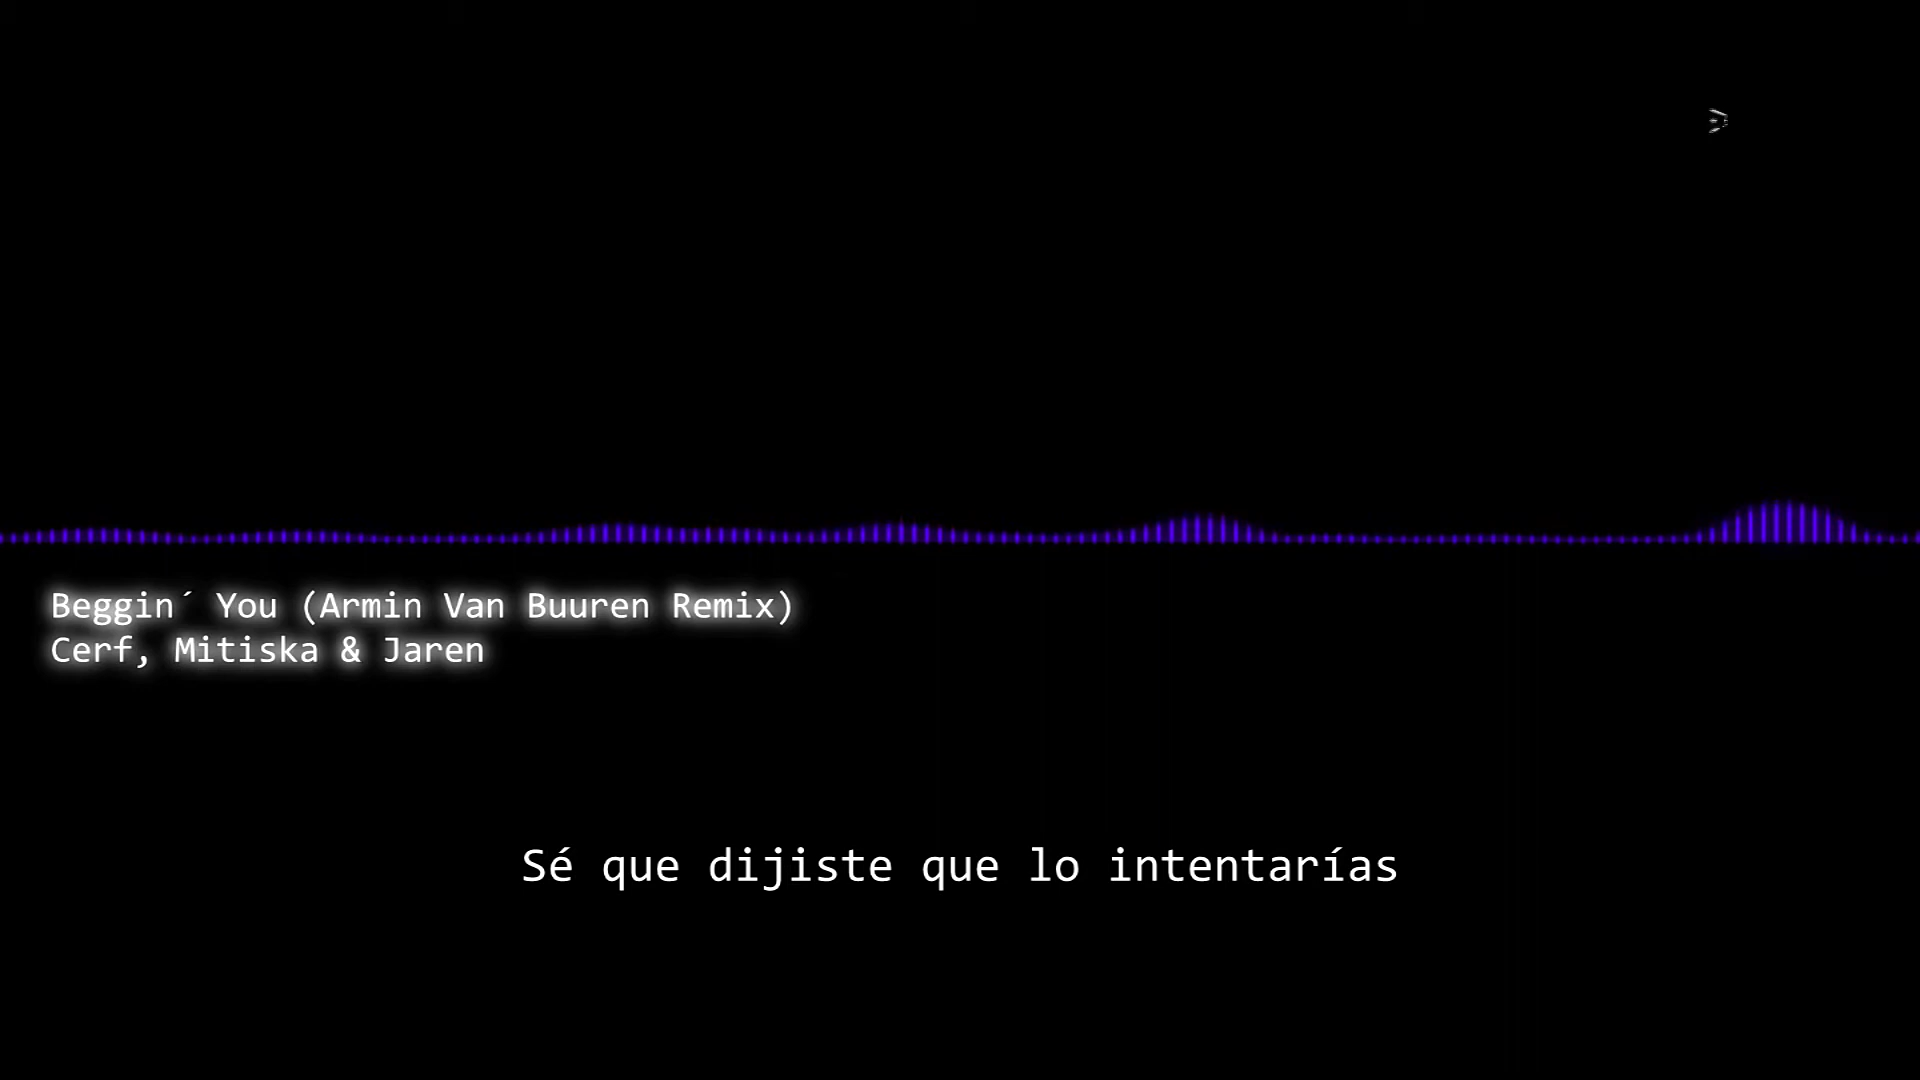 Beggin´ You (Armin Van Buuren Remix)
Cerf, Mitiska & Jaren
Sé que dijiste que lo intentarías